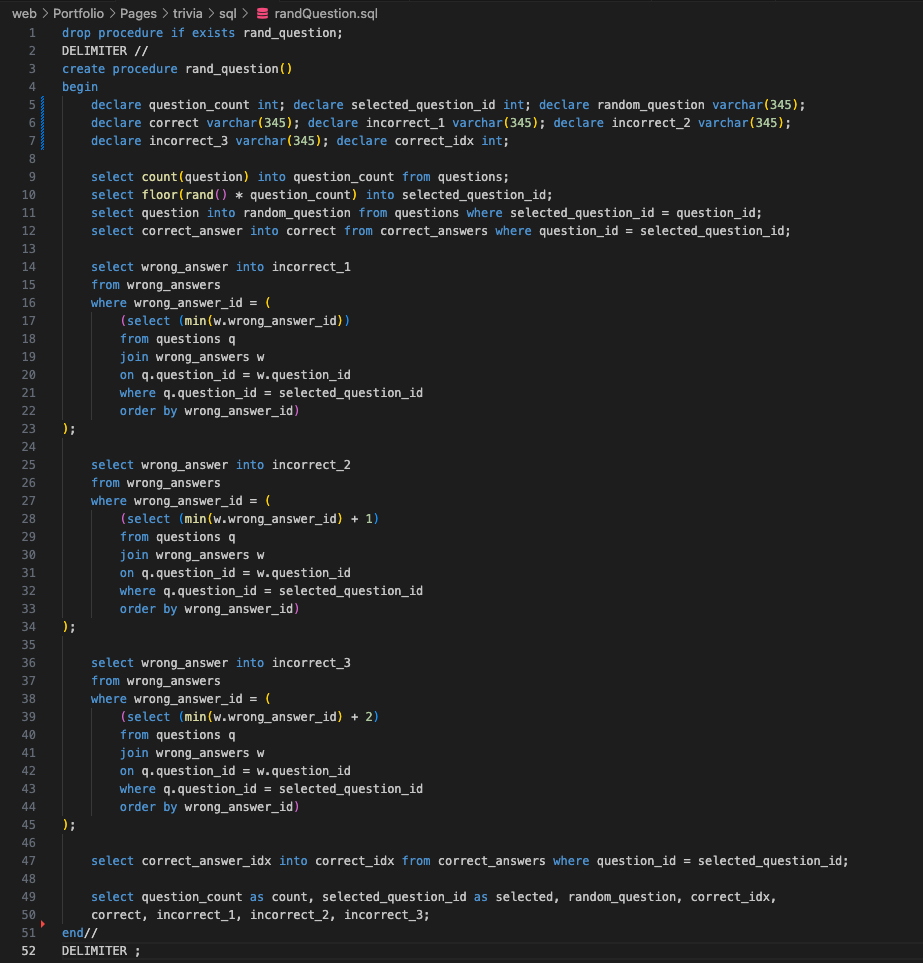 web > Portfolio > Pages > trivia > sql > randQuestion.sql
1 drop procedure if exists rand_question;
2 DELIMITER //
3 create procedure rand_question()
4 begin
5 declare question_count int; declare selected_question_id int; declare random_question varchar(345);
6 declare correct varchar(345); declare incorrect_1 varchar(345); declare incorrect_2 varchar(345);
7 declare incorrect_3 varchar(345); declare correct_idx int;
8
9 select count(question) into question_count from questions;
10 select floor(rand() * question_count) into selected_question_id;
11 select question into random_question from questions where selected_question_id = question_id;
12 select correct_answer into correct from correct_answers where question_id = selected_question_id;
13
14 select wrong_answer into incorrect_1
15 from wrong_answers
16 where wrong_answer_id = (
17 (select (min(w.wrong_answer_id))
18 from questions q
19 join wrong_answers w
20 on q.question_id = w.question_id
21 where q.question_id = selected_question_id
22 order by wrong_answer_id)
23 );
24
25 select wrong_answer into incorrect_2
26 from wrong_answers
27 where wrong_answer_id = (
28 (select (min(w.wrong_answer_id) + 1)
29 from questions q
30 join wrong_answers w
31 on q.question_id = w.question_id
32 where q.question_id = selected_question_id
33 order by wrong_answer_id)
34 );
35
36 select wrong_answer into incorrect_3
37 from wrong_answers
38 where wrong_answer_id = (
39 (select (min(w.wrong_answer_id) + 2)
40 from questions q
41 join wrong_answers w
42 on q.question_id = w.question_id
43 where q.question_id = selected_question_id
44 order by wrong_answer_id)
45 );
46
47 select correct_answer_idx into correct_idx from correct_answers where question_id = selected_question_id;
48
49 select question_count as count, selected_question_id as selected, random_question, correct_idx,
50 correct, incorrect_1, incorrect_2, incorrect_3;
51 end//
52 DELIMITER ;